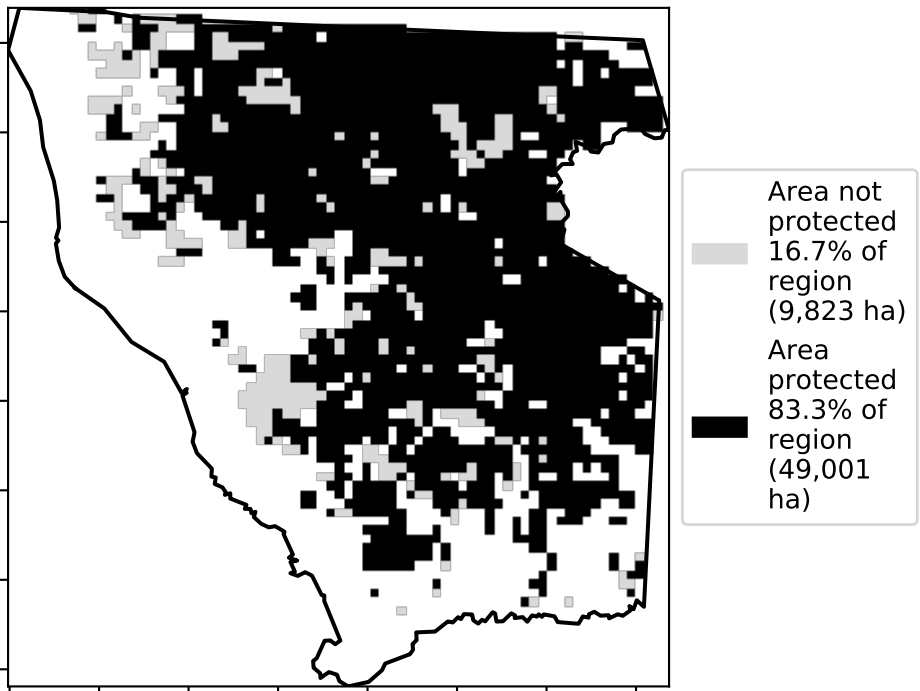 Area not
protected
16.7% of
region
(9,823 ha)
Area
protected
83.3% of
region
(49,001
ha)